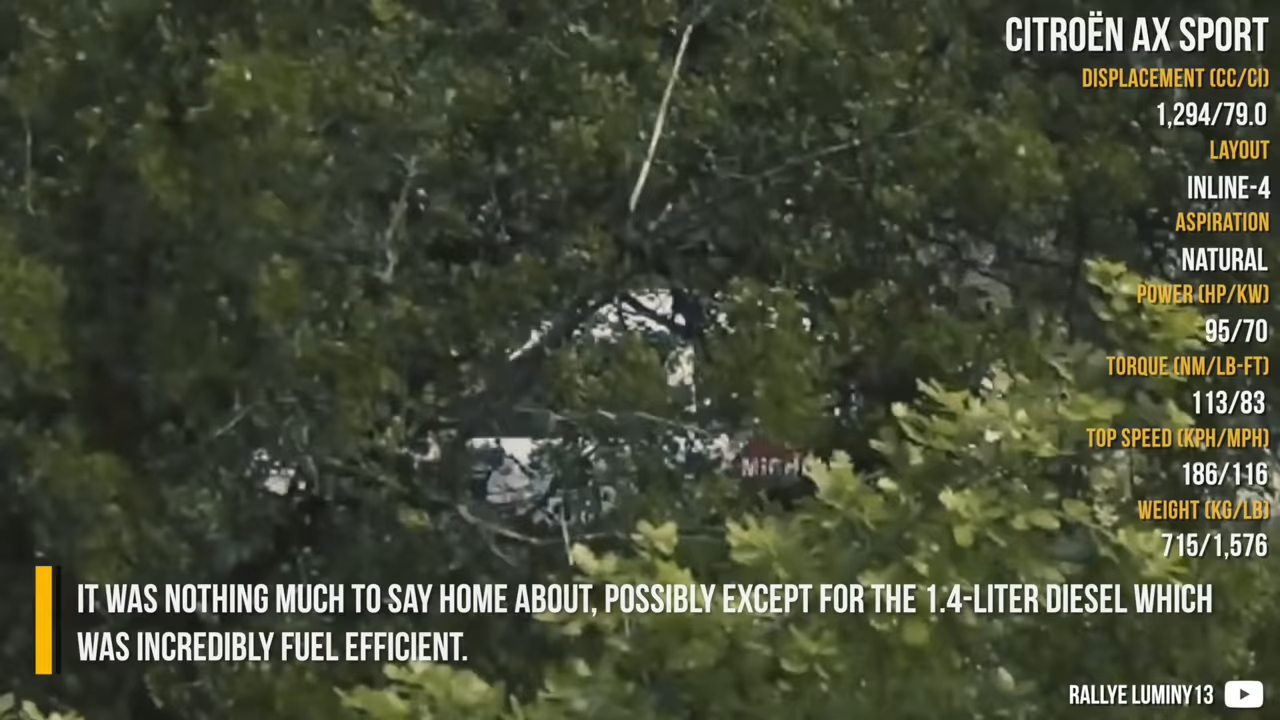 CITROËN AX SPORT
DISPLACEMENT (CC/CI)
1,294/79.0
LAYOUT
INLINE-4
ASPIRATION
NATURAL
POWER (HP/KW)
95/70
TORQUE (NM/LB-FT)
113/83
TOP SPEED (KPH/MPH)
186/116
WEIGHT (KG/LB)
715/1,576
IT WAS NOTHING MUCH TO SAY HOME ABOUT, POSSIBLY EXCEPT FOR THE 1.4-LITER DIESEL WHICH
WAS INCREDIBLY FUEL EFFICIENT.
RALLYE LUMINY13